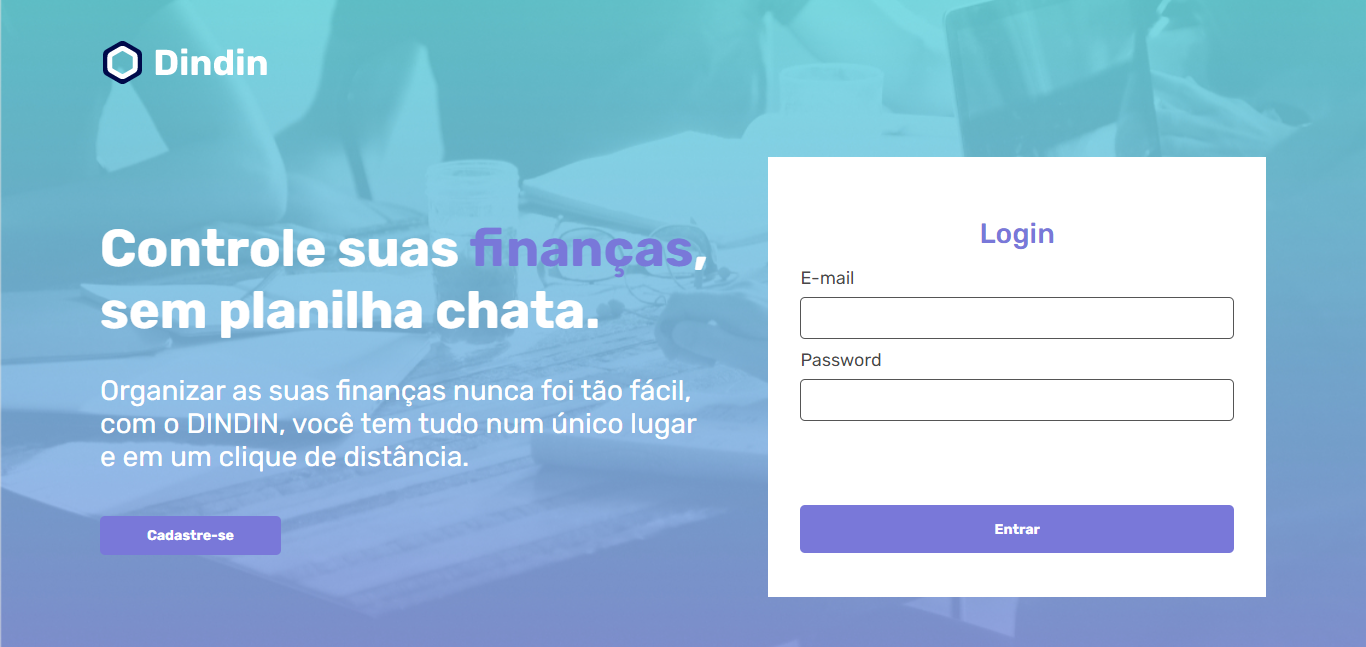 Dindin
Controle suas finanças,
sem planilha chata.
Organizar as suas finanças nunca foi tão fácil,
com o DINDIN, você tem tudo num único lugar
e em um clique de distância.
Cadastre-se
Login
E-mail
Password
Entrar